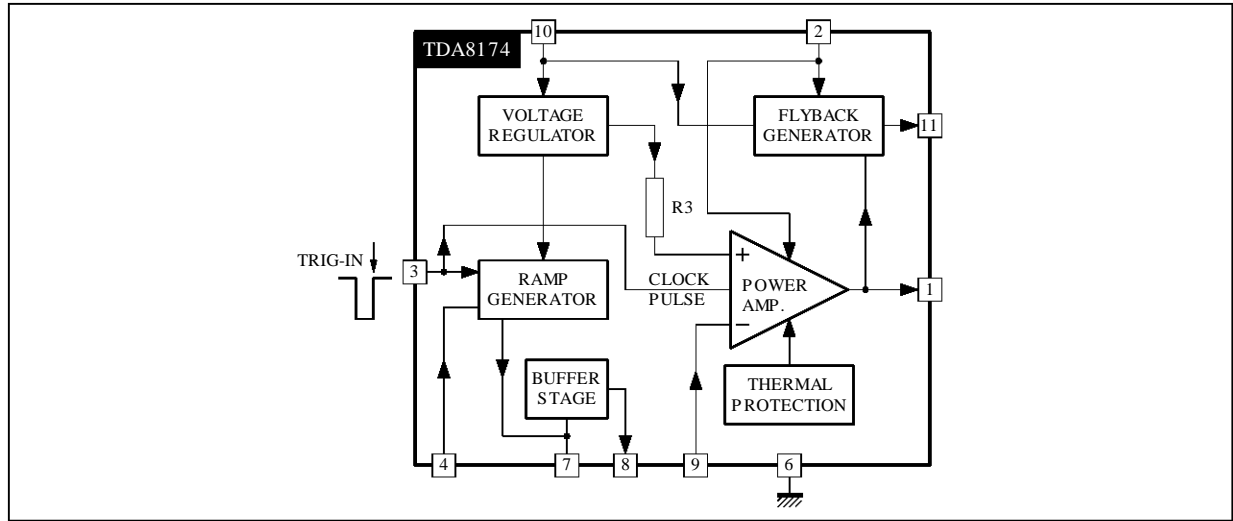 TDA8174
10
2
VOLTAGE
REGULATOR
FLYBACK
GENERATOR
11
R3
TRIG-IN
3
RAMP
GENERATOR
CLOCK
PULSE
+
POWER
AMP.
−
1
BUFFER
STAGE
THERMAL
PROTECTION
4
7
8
9
6